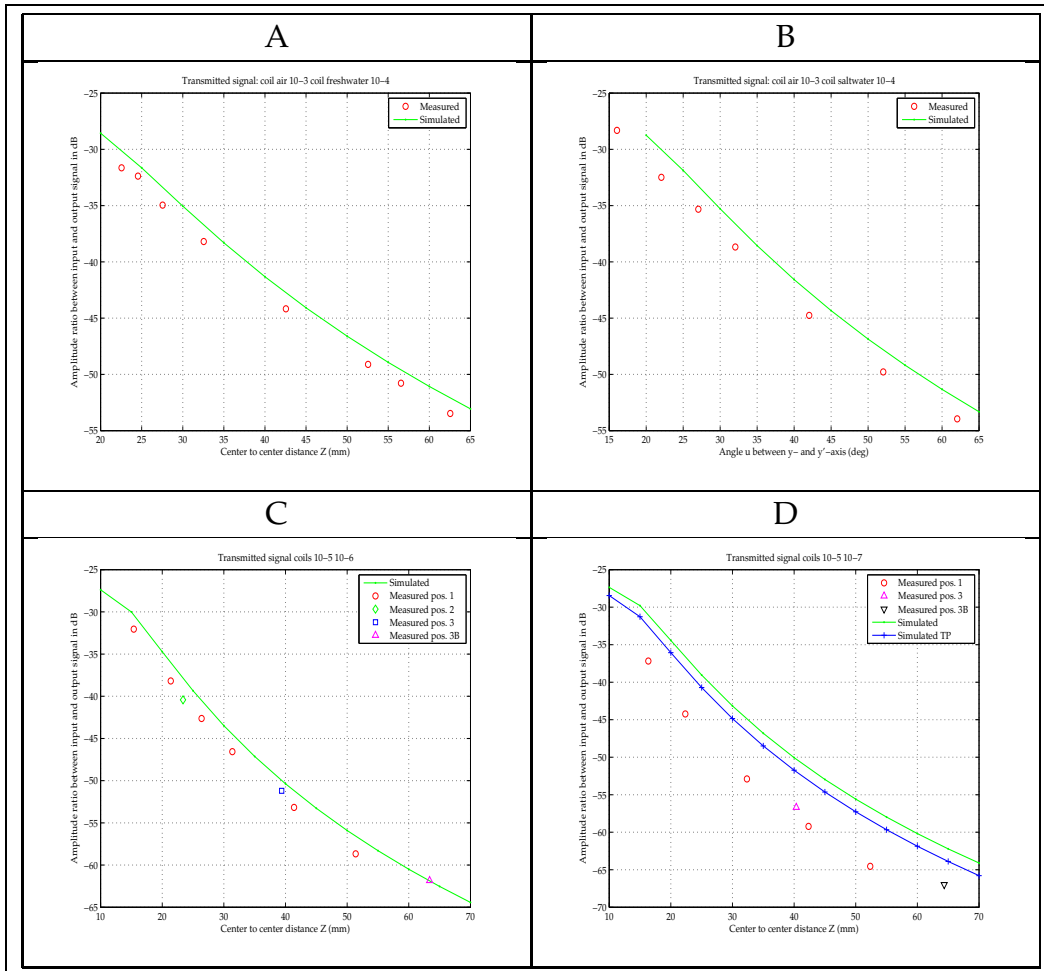 A
B
Transmitted signal: coil air 10−3 coil freshwater 10−4
−25
−30
−35
−40
−45
−50
−55
Amplitude ratio between input and output signal in dB
Measured
Simulated
20 25 30 35 40 45 50 55 60 65
Center to center distance Z (mm)
Transmitted signal: coil air 10−3 coil saltwater 10−4
−25
−30
−35
−40
−45
−50
−55
Amplitude ratio between input and output signal in dB
Measured
Simulated
15 20 25 30 35 40 45 50 55 60 65
Angle u between y− and y'−axis (deg)
C
D
Transmitted signal coils 10−5 10−6
−25
−30
−35
−40
−45
−50
−55
−60
−65
Amplitude ratio between input and output signal in dB
Simulated
Measured pos. 1
Measured pos. 2
Measured pos. 3
Measured pos. 3B
10 20 30 40 50 60 70
Center to center distance Z (mm)
Transmitted signal coils 10−5 10−7
−25
−30
−35
−40
−45
−50
−55
−60
−65
−70
Amplitude ratio between input and output signal in dB
Measured pos. 1
Measured pos. 3
Measured pos. 3B
Simulated
Simulated TP
10 20 30 40 50 60 70
Center to center distance Z (mm)